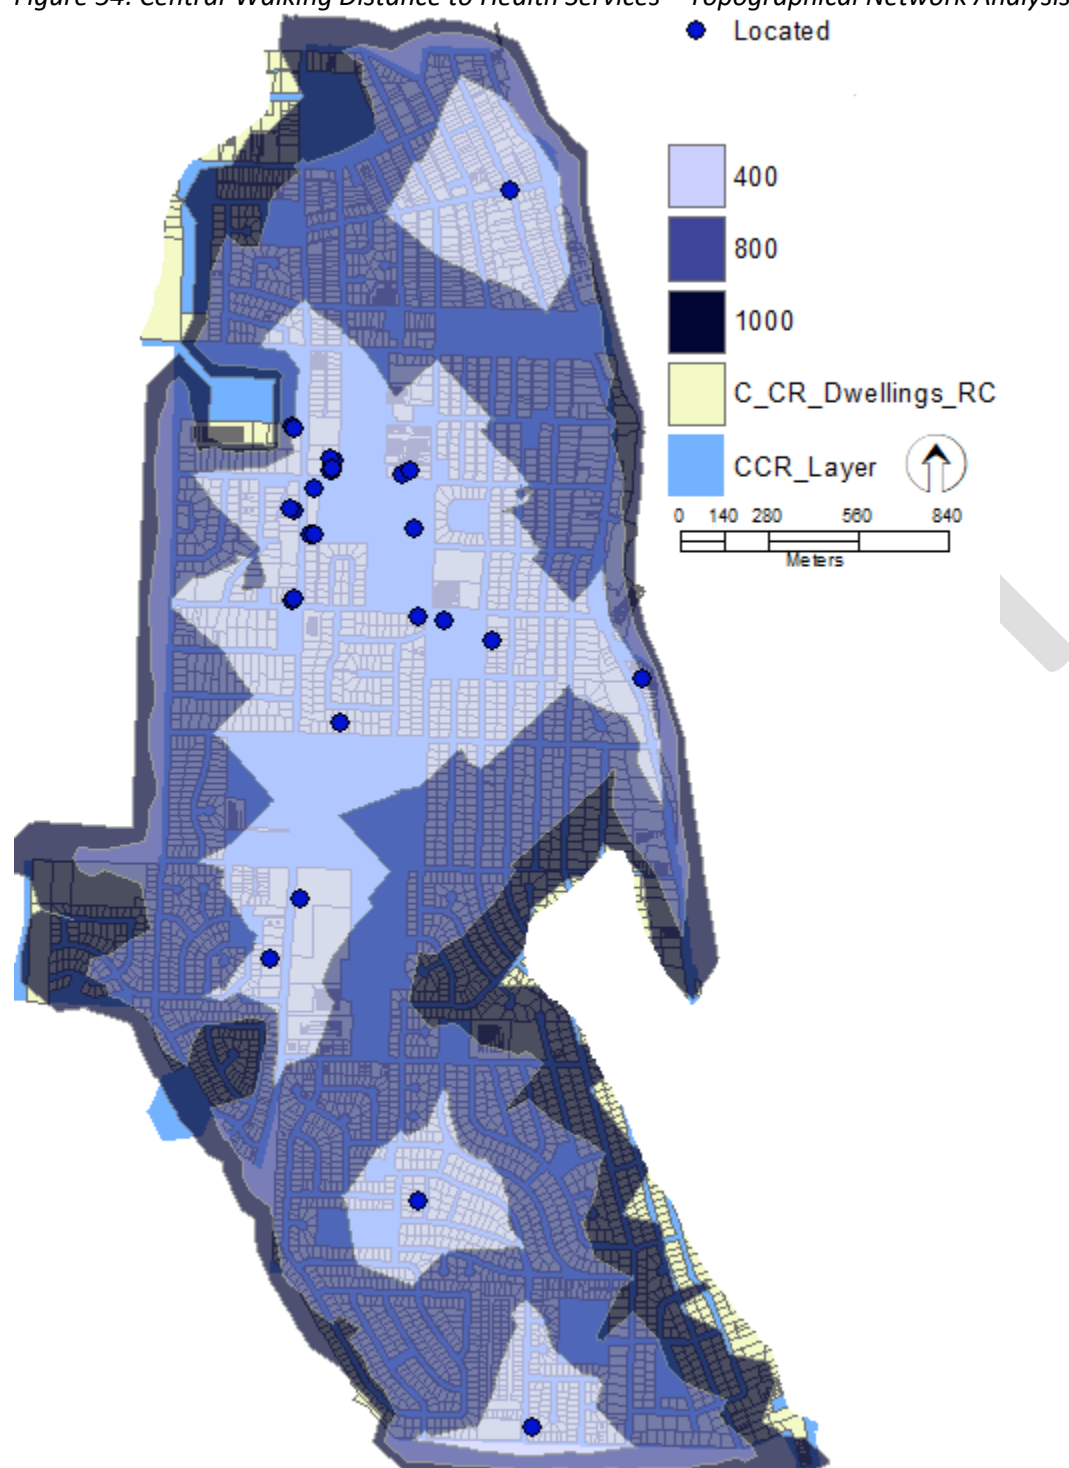 Figure 54: Central Walking Distance to Health Services – Topographical Network Analysis
Located
400
800
1000
C_CR_Dwellings_RC
CCR_Layer
0 140 280 560 840
Meters